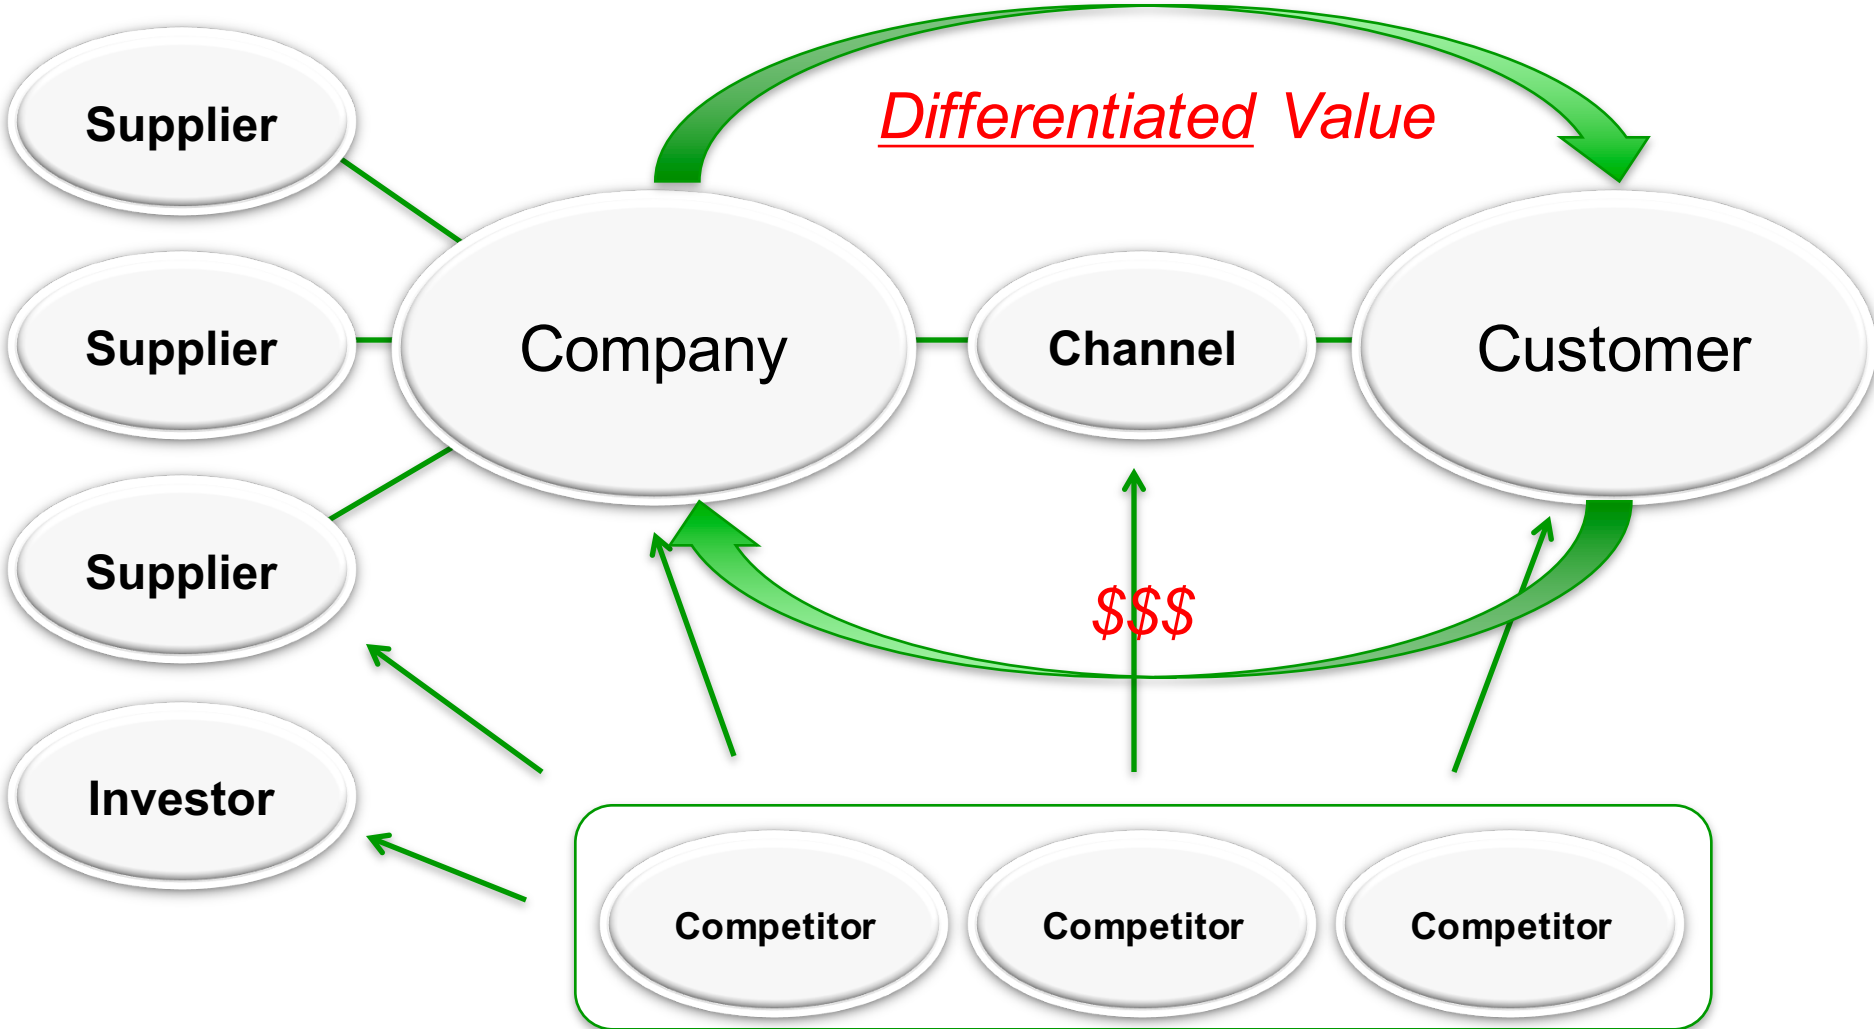 Differentiated Value
Supplier
Supplier
Company
Channel
Customer
Supplier
$$$
Investor
Competitor
Competitor
Competitor